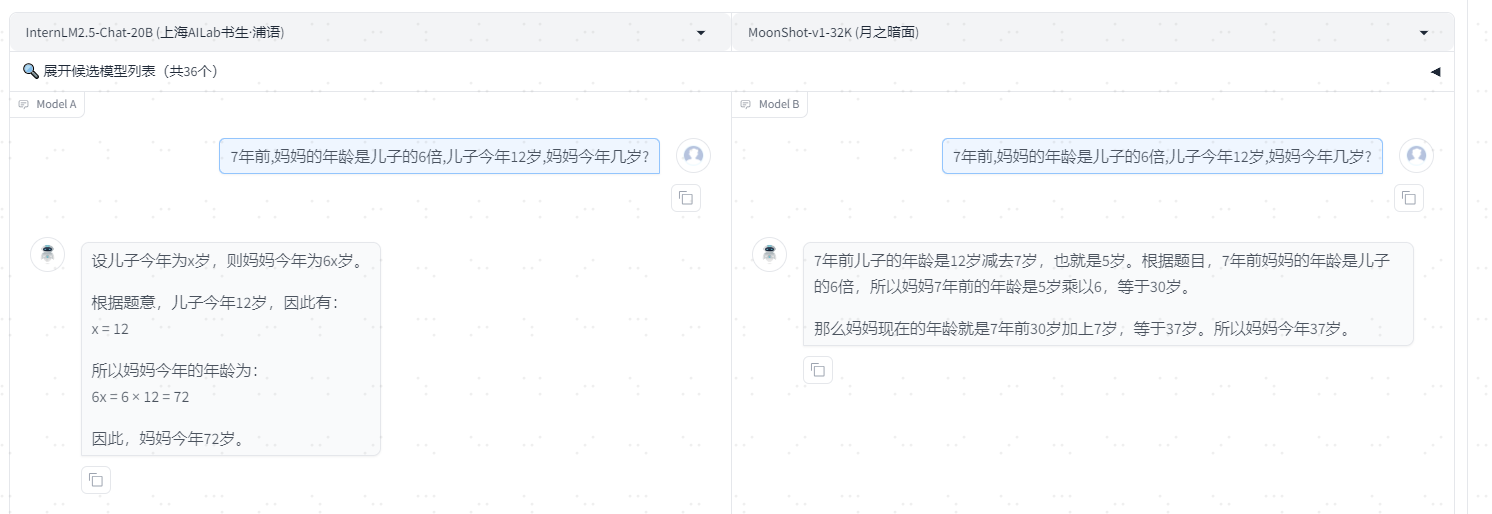 InternLM2.5-Chat-20B (上海AILab书生·浦语)
MoonShot-v1-32K (月之暗面)
🔍 展开候选模型列表（共36个）
Model A
7年前,妈妈的年龄是儿子的6倍,儿子今年12岁,妈妈今年几岁?
设儿子今年为x岁，则妈妈今年为6x岁。
根据题意，儿子今年12岁，因此有：
x = 12
所以妈妈今年的年龄为：
6x = 6 × 12 = 72
因此，妈妈今年72岁。
Model B
7年前,妈妈的年龄是儿子的6倍,儿子今年12岁,妈妈今年几岁?
7年前儿子的年龄是12岁减去7岁，也就是5岁。根据题目，7年前妈妈的年龄是儿子
的6倍，所以妈妈7年前的年龄是5岁乘以6，等于30岁。
那么妈妈现在的年龄就是7年前30岁加上7岁，等于37岁。所以妈妈今年37岁。